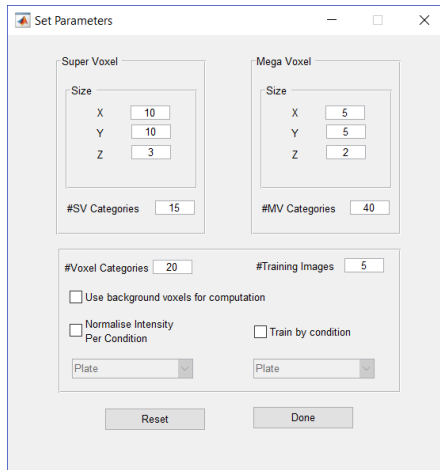 Set Parameters
Super Voxel
Size
X 10
Y 10
Z 3
#SV Categories 15
Mega Voxel
Size
X 5
Y 5
Z 2
#MV Categories 40
#Voxel Categories 20
#Training Images 5
Use background voxels for computation
Normalise Intensity
Per Condition
Train by condition
Plate
Plate
Reset
Done